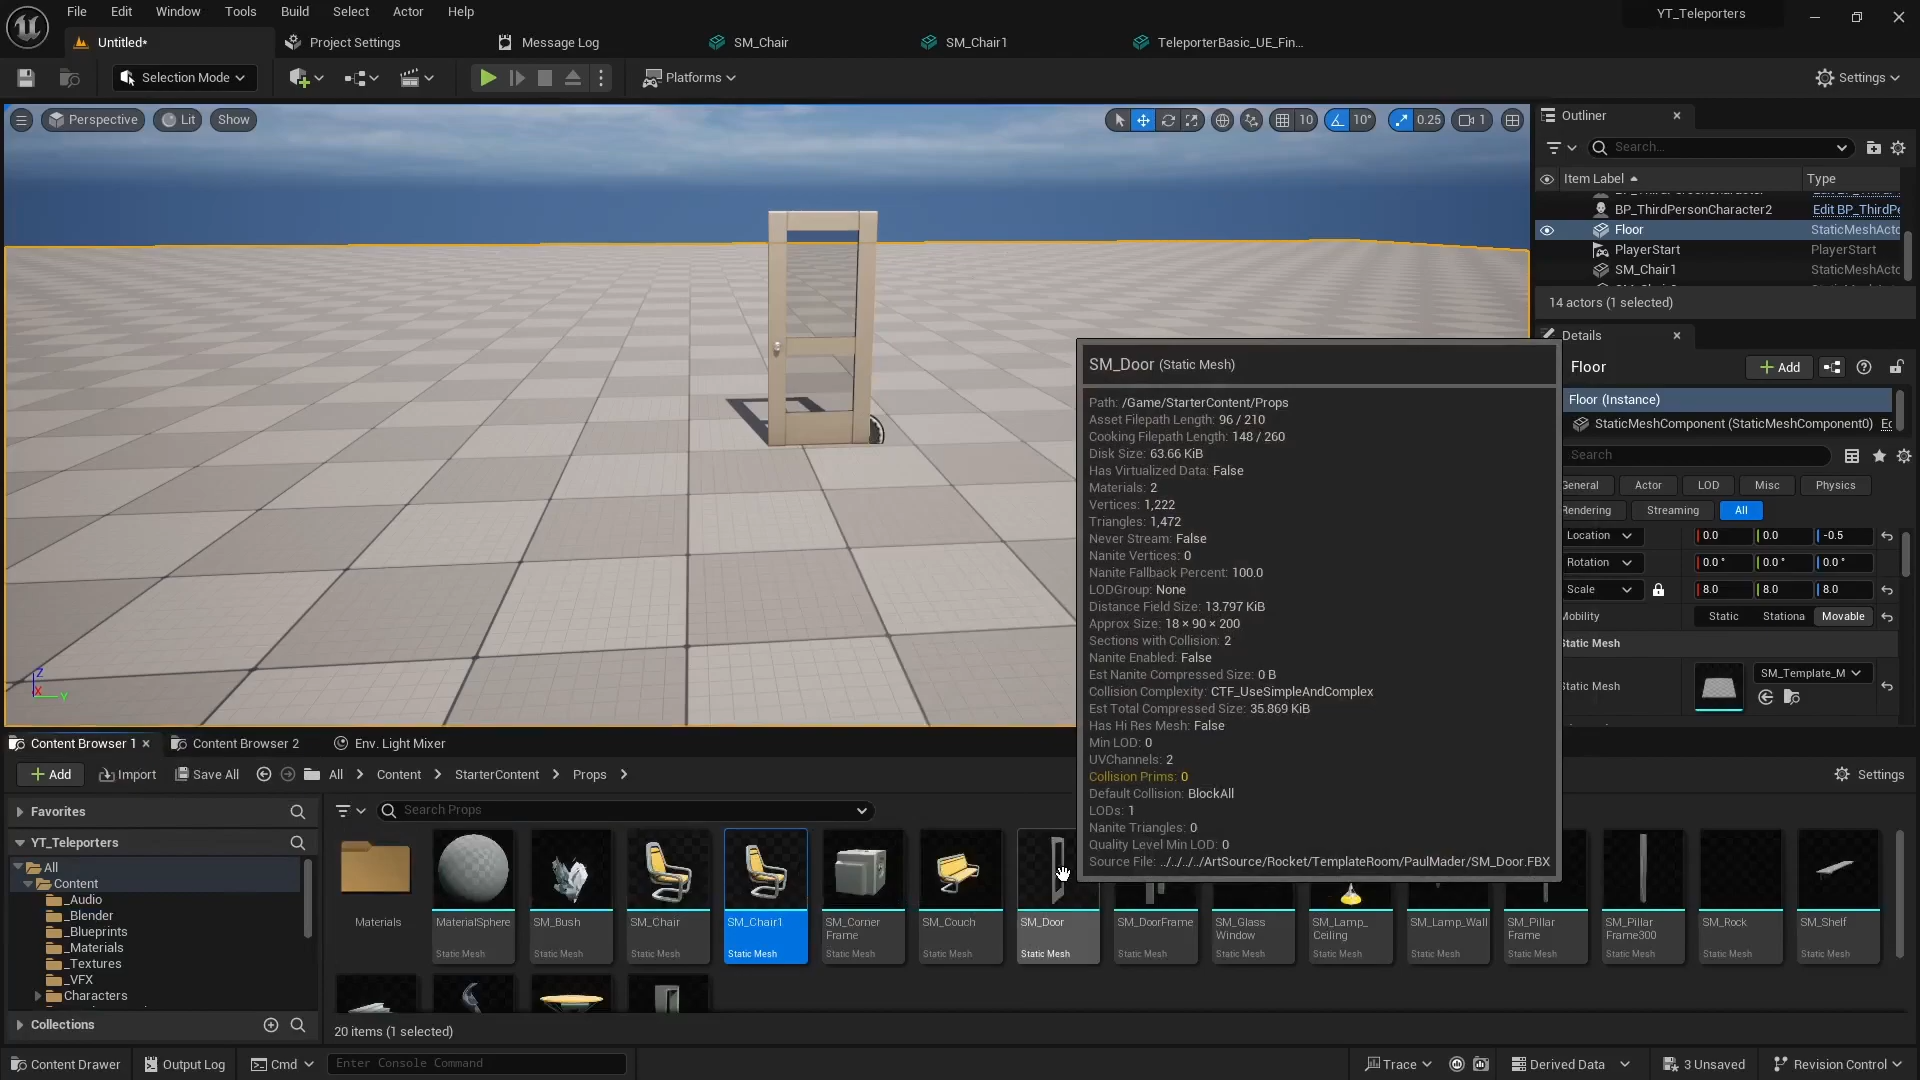 File Edit Window Tools Build Select Actor Help
YT_Teleporters
Untitled* Project Settings Message Log SM_Chair SM_Chair1 TeleporterBasic_UE_Fin...
Selection Mode Platforms Settings
Perspective Lit Show
10 10° 0.25 1
Outliner
Search...
Item Label Type
BP_ThirdPersonCharacter2 Edit BP_ThirdPe
Floor StaticMeshActo
PlayerStart PlayerStart
SM_Chair1 StaticMeshActo
14 actors (1 selected)
Details
Floor Add
Floor (Instance)
StaticMeshComponent (StaticMeshComponent0)
Search
General Actor LOD Misc Physics
Rendering Streaming All
Location 0.0 0.0 -0.5
Rotation 0.0° 0.0° 0.0°
Scale 8.0 8.0 8.0
Mobility Static Stationa Movable
Static Mesh
Static Mesh SM_Template_M
Z
X
Y
SM_Door (Static Mesh)
Path: /Game/StarterContent/Props
Asset Filepath Length: 96 / 210
Cooking Filepath Length: 148 / 260
Disk Size: 63.66 KiB
Has Virtualized Data: False
Materials: 2
Vertices: 1,222
Triangles: 1,472
Never Stream: False
Nanite Vertices: 0
Nanite Fallback Percent: 100.0
LODGroup: None
Distance Field Size: 13.797 KiB
Approx Size: 18 × 90 × 200
Sections with Collision: 2
Nanite Enabled: False
Est Nanite Compressed Size: 0 B
Collision Complexity: CTF_UseSimpleAndComplex
Est Total Compressed Size: 35.869 KiB
Has Hi Res Mesh: False
Min LOD: 0
UVChannels: 2
Collision Prims: 0
Default Collision: BlockAll
LODs: 1
Nanite Triangles: 0
Quality Level Min LOD: 0
Source File: ../../../../ArtSource/Rocket/TemplateRoom/PaulMader/SM_Door.FBX
Content Browser 1 Content Browser 2 Env. Light Mixer
Add Import Save All All Content StarterContent Props Settings
Favorites
YT_Teleporters
All
Content
_Audio
_Blender
_Blueprints
_Materials
_Textures
_VFX
Characters
Collections
Search Props
Materials MaterialSphere SM_Bush SM_Chair SM_Chair1 SM_Corner SM_Couch SM_Door SM_DoorFrame SM_Glass SM_Lamp_ SM_Lamp_Wall SM_Pillar SM_Pillar SM_Rock SM_Shelf
Frame Window Ceiling Frame Frame300
Static Mesh Static Mesh Static Mesh Static Mesh Static Mesh Static Mesh Static Mesh Static Mesh Static Mesh Static Mesh Static Mesh Static Mesh Static Mesh Static Mesh Static Mesh
20 items (1 selected)
Content Drawer Output Log Cmd Enter Console Command Trace Derived Data 3 Unsaved Revision Control